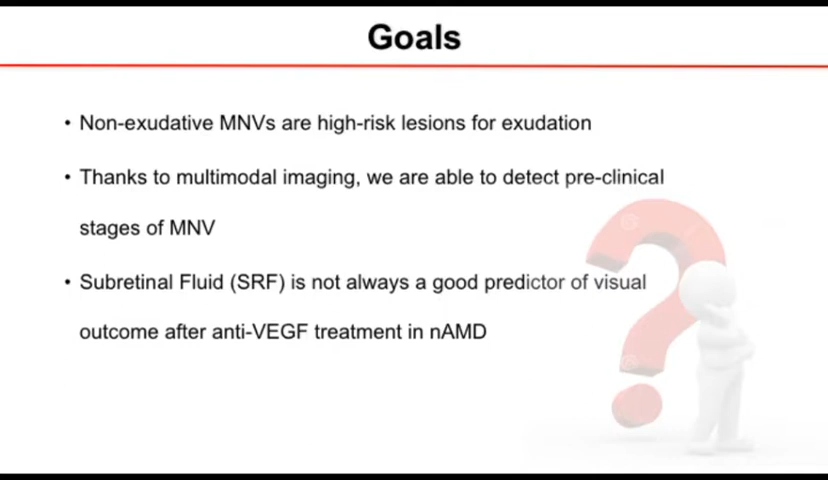 Goals
• Non-exudative MNVs are high-risk lesions for exudation
• Thanks to multimodal imaging, we are able to detect pre-clinical
stages of MNV
• Subretinal Fluid (SRF) is not always a good predictor of visual
outcome after anti-VEGF treatment in nAMD